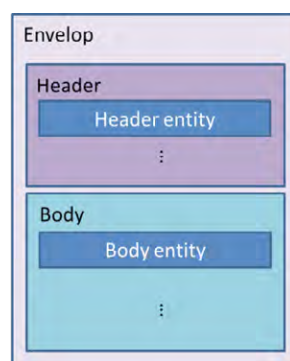 Envelop
Header
Header entity
⋮
Body
Body entity
⋮